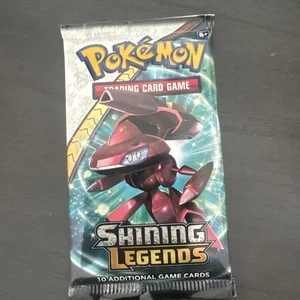 POKéMON
TRADING CARD GAME
6+
SHINING
LEGENDS
10 ADDITIONAL GAME CARDS